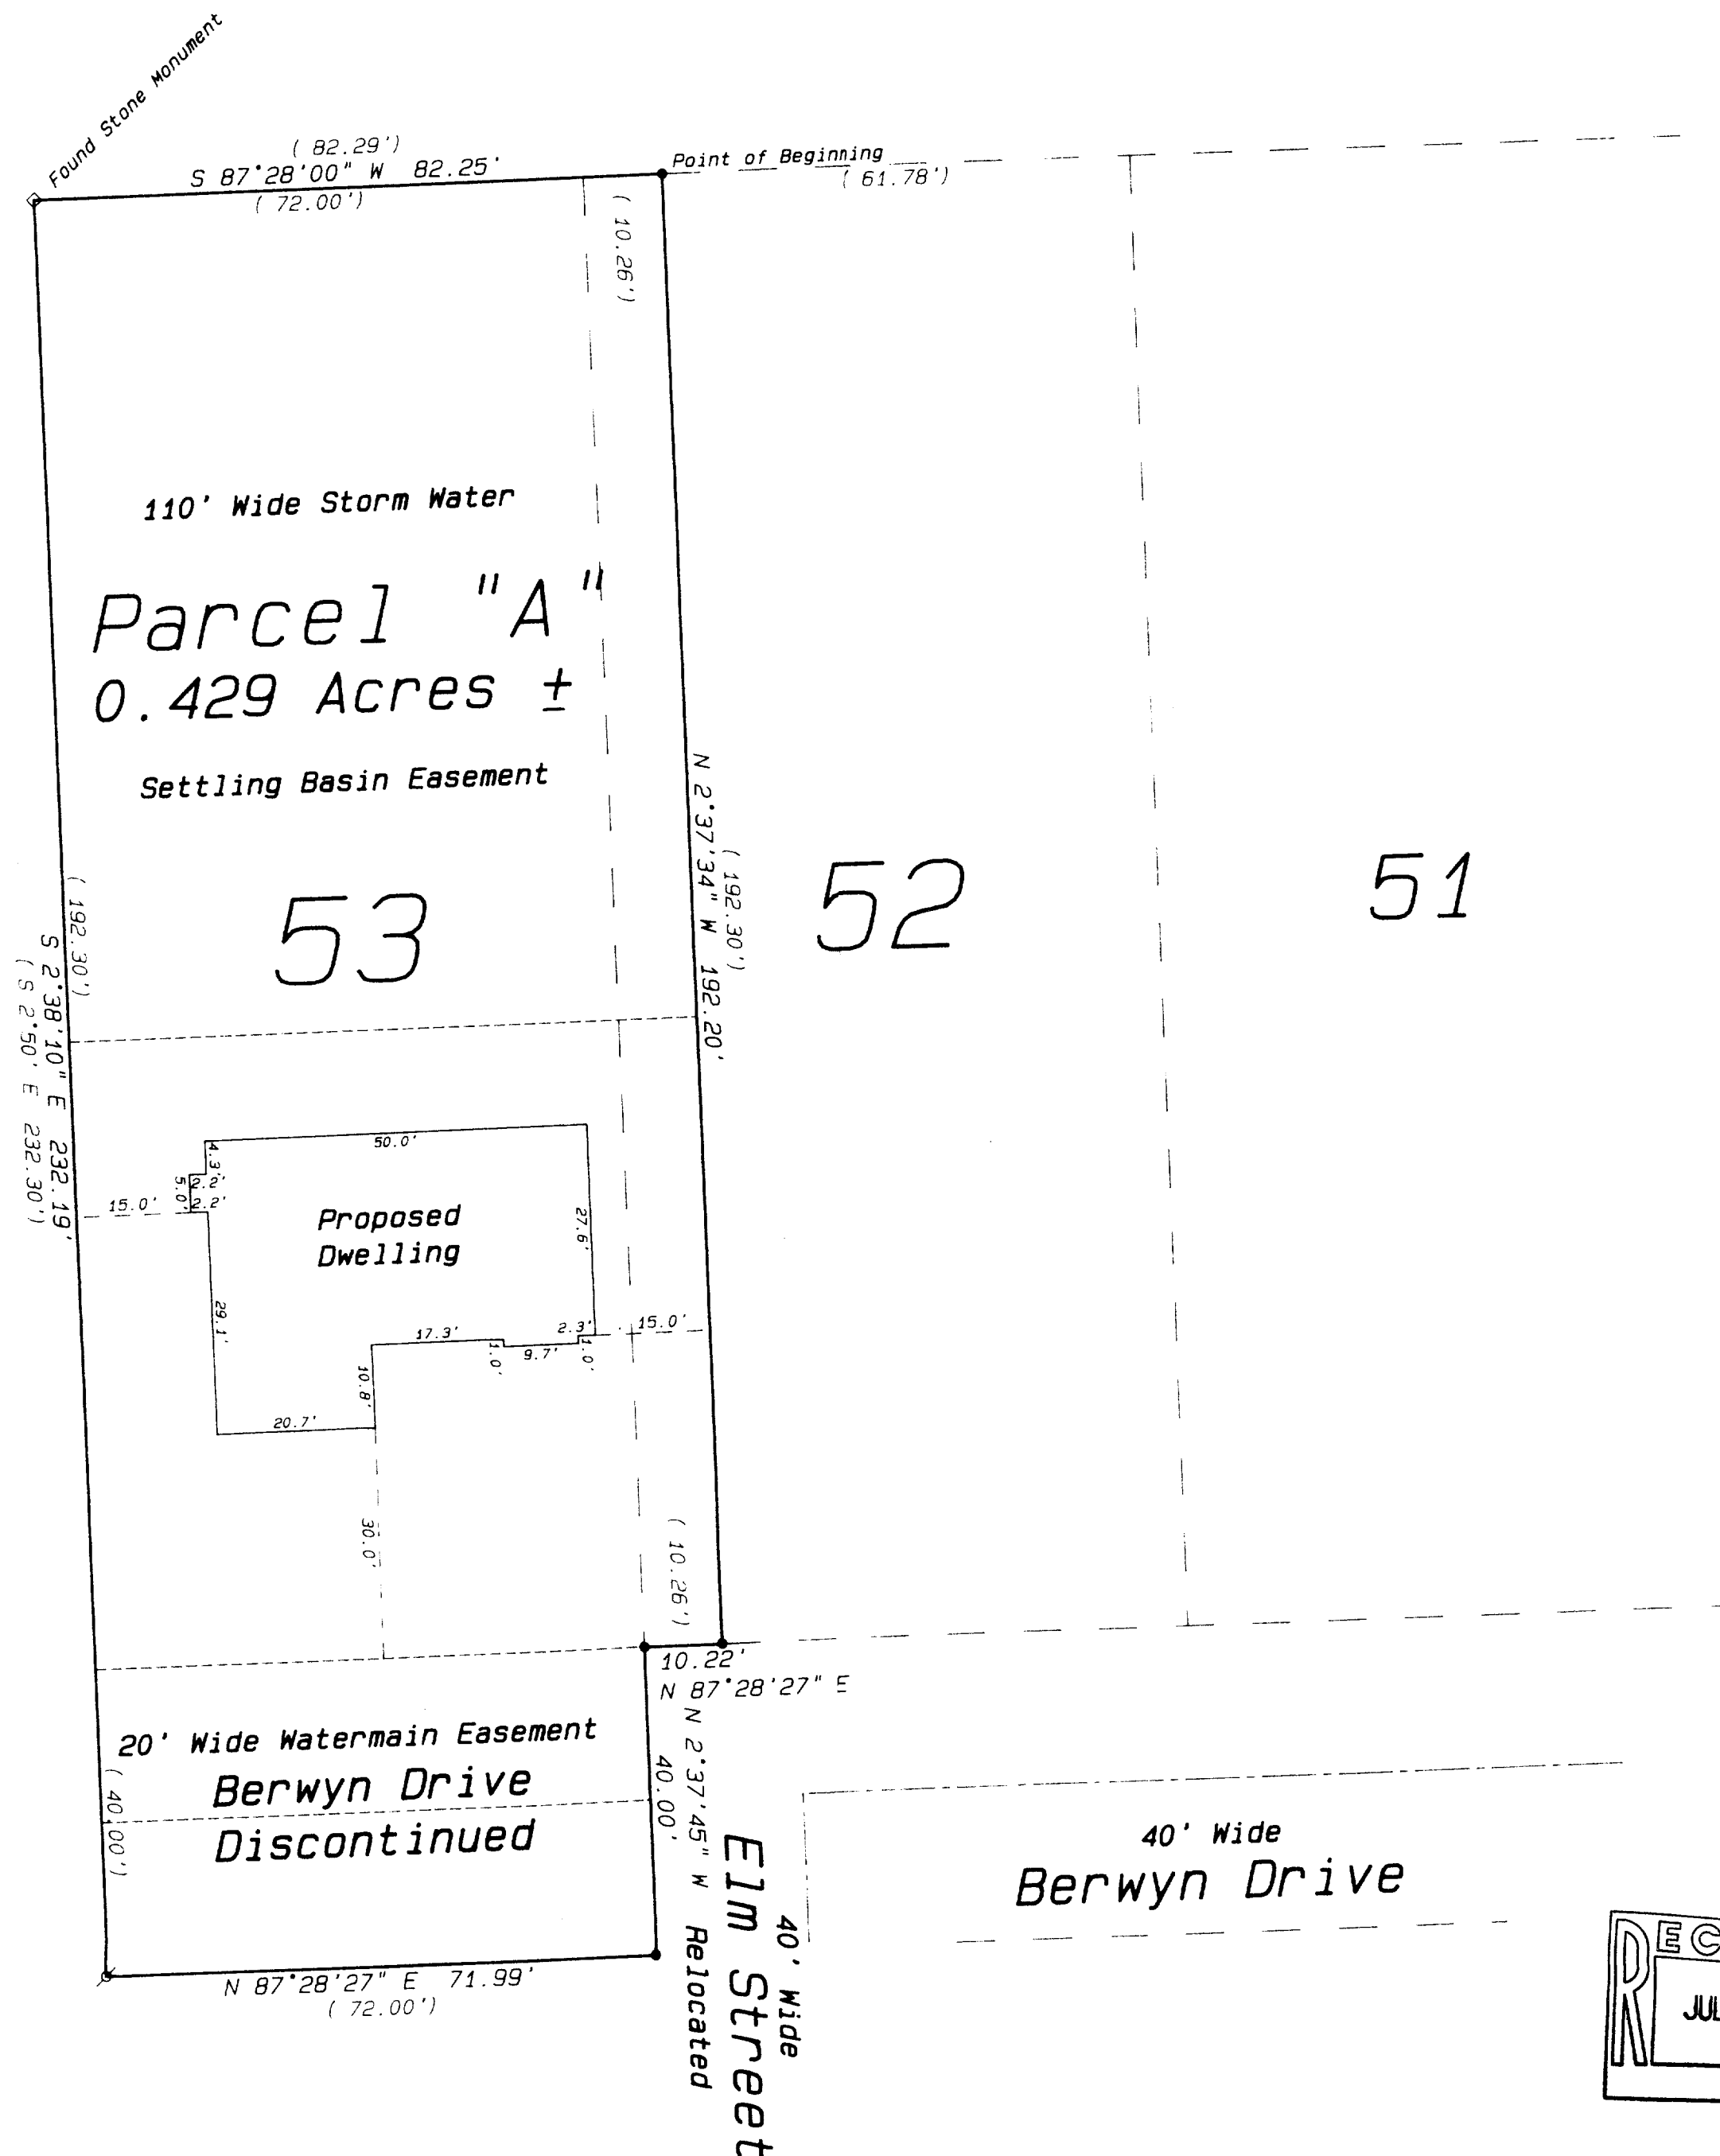 Found Stone Monument
( 82.29')
S 87°28'00" W 82.25'
( 72.00')
Point of Beginning
( 61.78')
( 10.26')
110' Wide Storm Water
Parcel "A"
0.429 Acres ±
Settling Basin Easement
53
52
51
N 2°37'34" W 192.20'
( 192.30')
( 192.30')
S 2°38'10" E 232.19'
( S 2°50' E 232.30')
50.0'
4.3'
2.2'
5.0'
2.2'
15.0'
Proposed
Dwelling
27.6'
29.1'
17.3'
1.0'
9.7'
2.3'
1.0'
15.0'
10.8'
20.7'
30.0'
( 10.26')
10.22'
N 87°28'27" E
20' Wide Watermain Easement
Berwyn Drive
Discontinued
( 40.00')
40.00'
N 2°37'45" W
Relocated
Elm Street
40' Wide
40' Wide
Berwyn Drive
N 87°28'27" E 71.99'
( 72.00')
REC
JUL